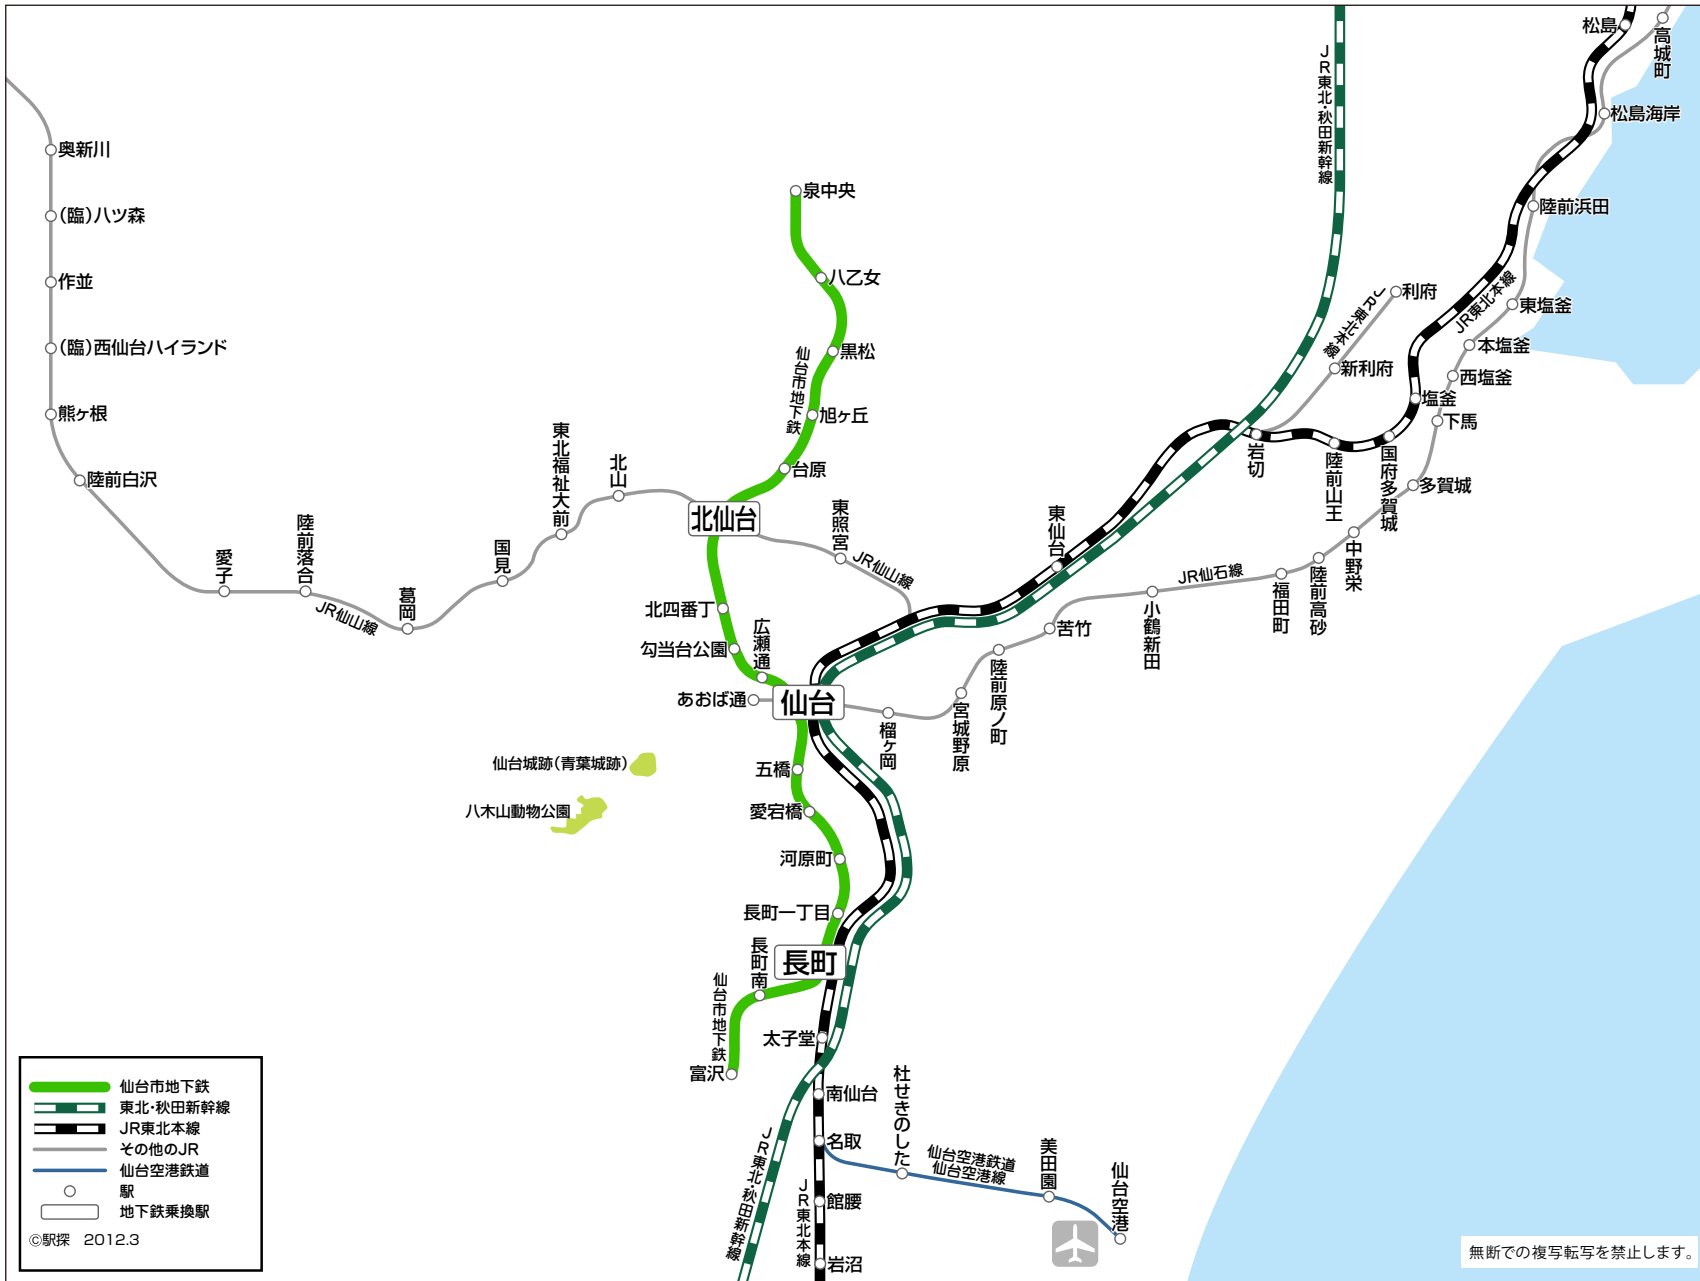 奥新川
(臨)八ツ森
作並
(臨)西仙台ハイランド
熊ヶ根
陸前白沢
愛子
陸前落合
JR仙山線
葛岡
国見
東北福祉大前
北山
北仙台
東照宮
JR仙山線
泉中央
八乙女
黒松
仙台市地下鉄
旭ヶ丘
台原
北四番丁
勾当台公園
広瀬通
あおば通
仙台
五橋
愛宕橋
河原町
長町一丁目
長町
長町南
仙台市地下鉄
富沢
太子堂
南仙台
名取
館腰
岩沼
JR東北本線
JR東北・秋田新幹線
杜せきのした
仙台空港鉄道
仙台空港線
美田園
仙台空港
仙台城跡(青葉城跡)
八木山動物公園
榴ヶ岡
宮城野原
陸前原ノ町
苦竹
小鶴新田
JR仙石線
福田町
陸前高砂
中野栄
多賀城
下馬
西塩釜
本塩釜
東塩釜
陸前浜田
松島海岸
高城町
松島
JR東北本線
塩釜
国府多賀城
陸前山王
岩切
新利府
利府
JR東北本線
東仙台
JR東北・秋田新幹線
仙台市地下鉄
東北・秋田新幹線
JR東北本線
その他のJR
仙台空港鉄道
駅
地下鉄乗換駅
©駅探 2012.3
無断での複写転写を禁止します。